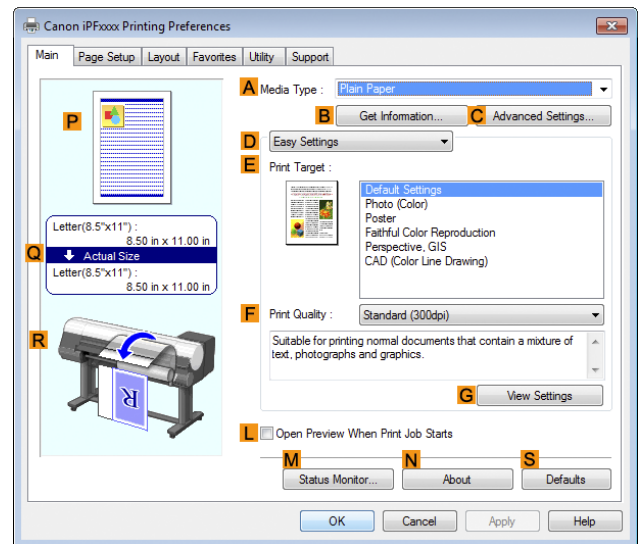 Canon iPFxxxx Printing Preferences
Main Page Setup Layout Favorites Utility Support
A Media Type : Plain Paper
B Get Information... C Advanced Settings...
D Easy Settings
E Print Target :
Default Settings
Photo (Color)
Poster
Faithful Color Reproduction
Perspective, GIS
CAD (Color Line Drawing)
F Print Quality : Standard (300dpi)
Suitable for printing normal documents that contain a mixture of
text, photographs and graphics.
G View Settings
L Open Preview When Print Job Starts
M Status Monitor... N About S Defaults
P
Letter(8.5"x11") :
8.50 in x 11.00 in
Q Actual Size
Letter(8.5"x11") :
8.50 in x 11.00 in
R
R
OK Cancel Apply Help